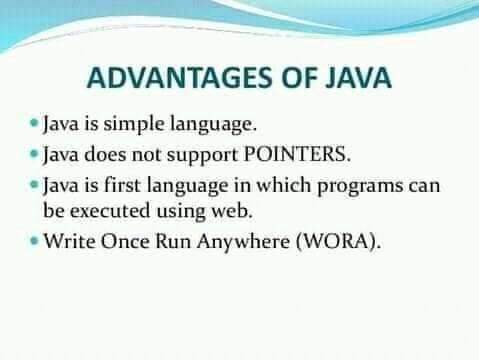 ADVANTAGES OF JAVA
Java is simple language.
Java does not support POINTERS.
Java is first language in which programs can
be executed using web.
Write Once Run Anywhere (WORA).